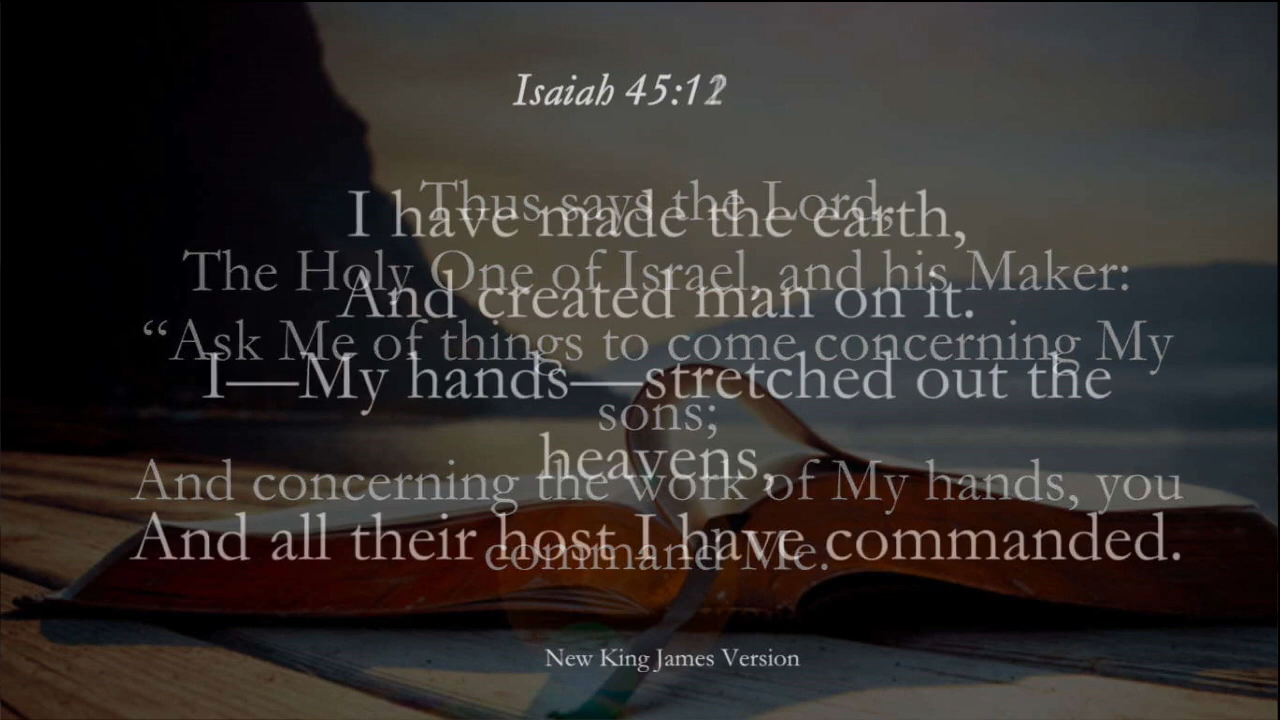 Isaiah 45:12
Thus says the Lord,
I have made the earth,
The Holy One of Israel, and his Maker:
And created man on it.
“Ask Me of things to come concerning My
I—My hands—stretched out the
sons;
heavens,
And concerning the work of My hands, you
And all their host I have commanded.
command Me.
New King James Version